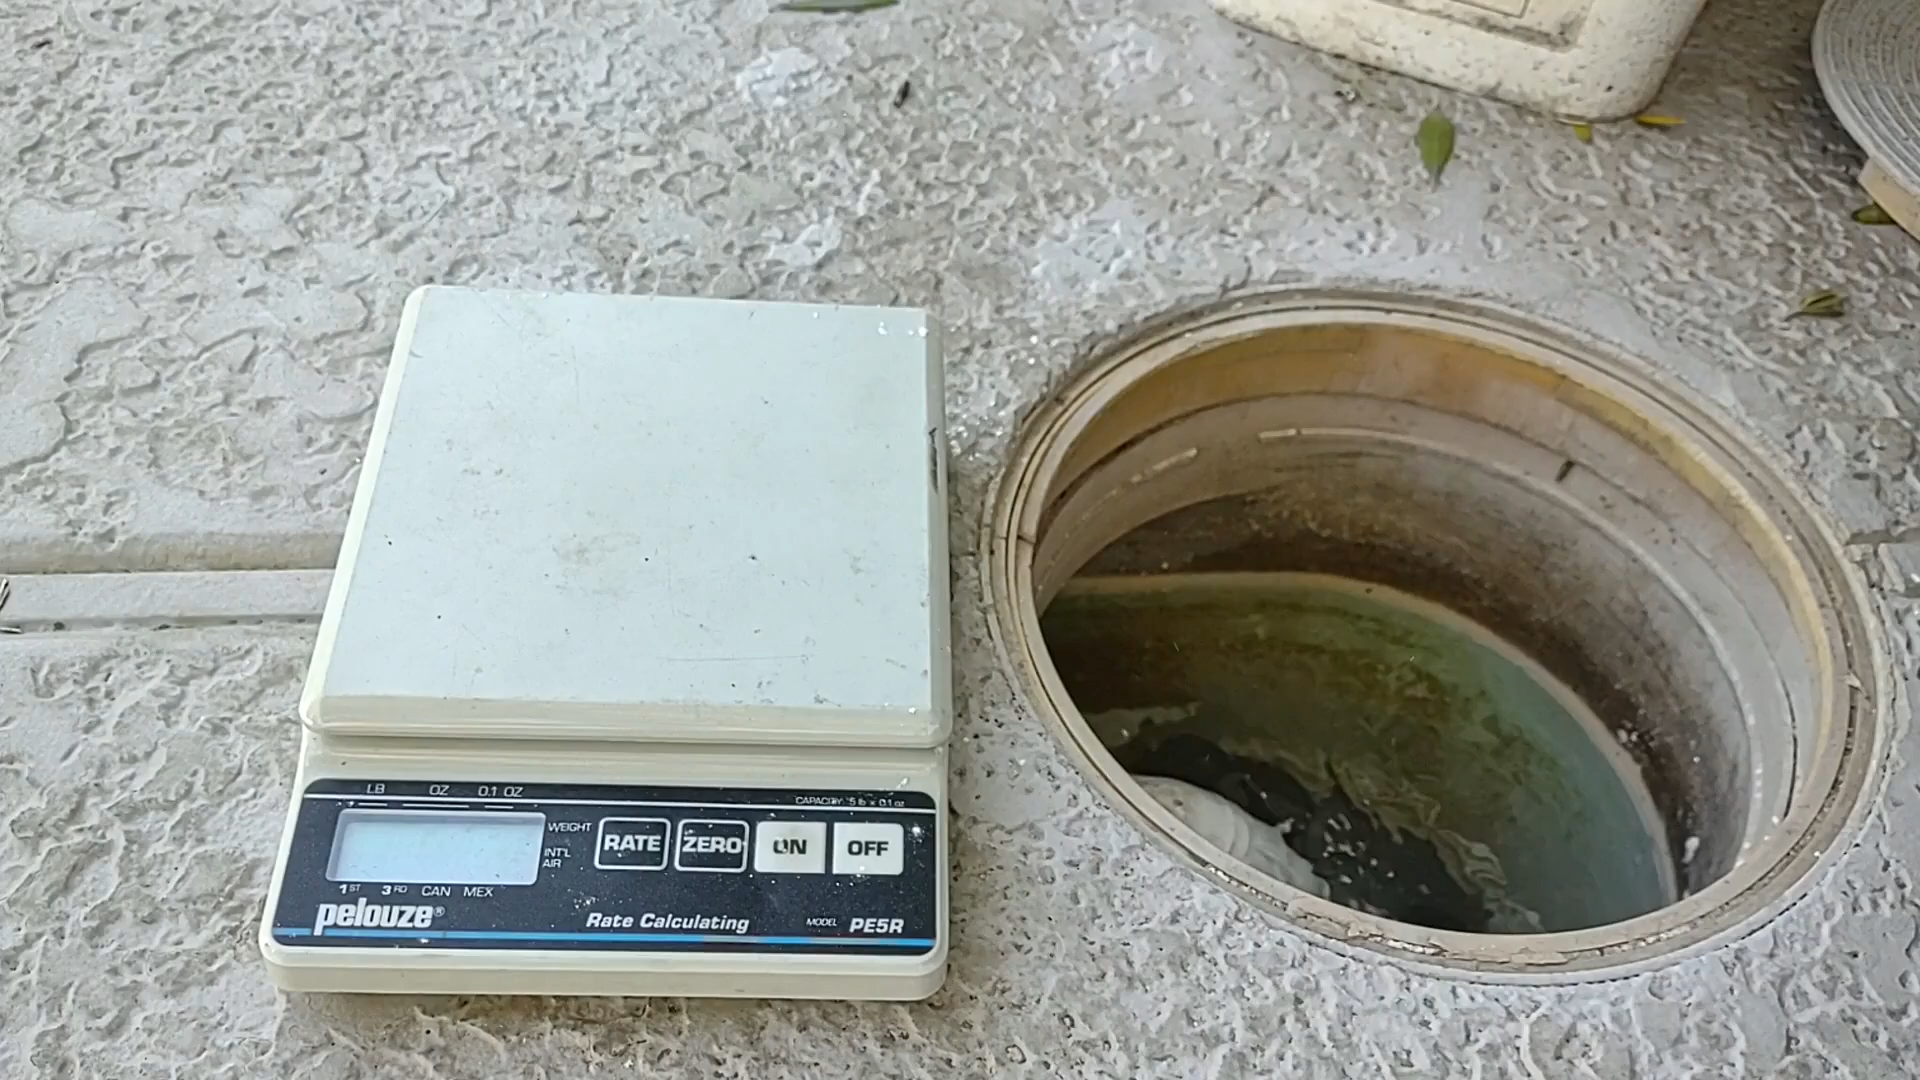 LB OZ 0.1 OZ
CAPACITY: 5 lb x 0.1 oz
WEIGHT
INT'L
AIR
RATE ZERO ON OFF
1ST 3RD CAN MEX
pelouze®
Rate Calculating
MODEL PE5R